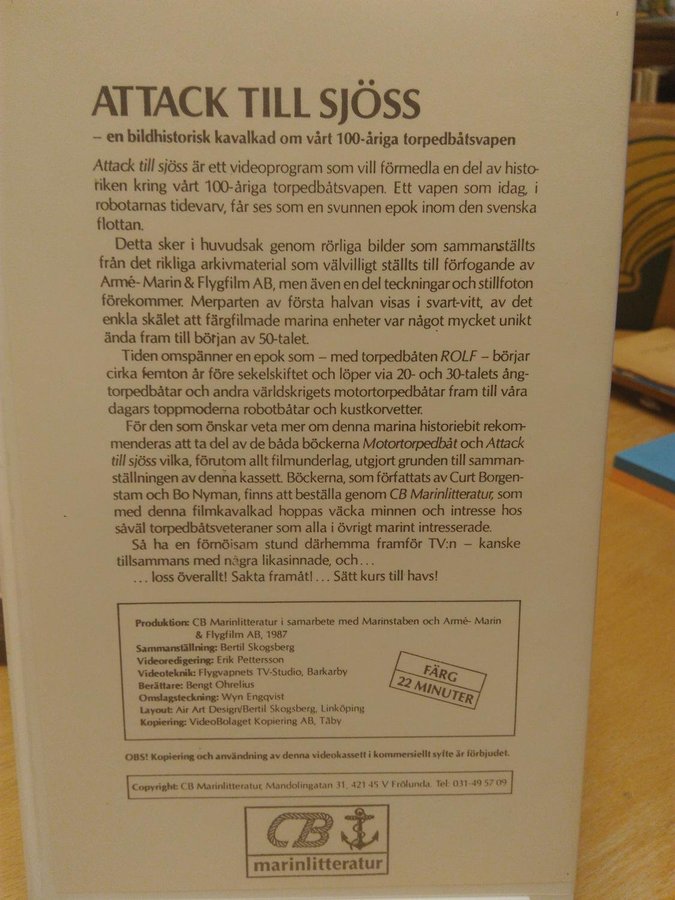 ATTACK TILL SJÖSS
– en bildhistorisk kavalkad om vårt 100-åriga torpedbåtsvapen
Attack till sjöss är ett videoprogram som vill förmedla en del av histo-
riken kring vårt 100-åriga torpedbåtsvapen. Ett vapen som idag, i
robotarnas tidevarv, får ses som en svunnen epok inom den svenska
flottan.
Detta sker i huvudsak genom rörliga bilder som sammanställts
från det rikliga arkivmaterial som välvilligt ställts till förfogande av
Armé- Marin & Flygfilm AB, men även en del teckningar och stillfoton
förekommer. Merparten av första halvan visas i svart-vitt, av det
enkla skälet att färgfilmade marina enheter var något mycket unikt
ända fram till början av 50-talet.
Tiden omspänner en epok som – med torpedbåten ROLF – börjar
cirka femton år före sekelskiftet och löper via 20- och 30-talets ång-
torpedbåtar och andra världskrigets motortorpedbåtar fram till våra
dagars toppmoderna robotbåtar och kustkorvetter.
För den som önskar veta mer om denna marina historiebit rekom-
menderas att ta del av de båda böckerna Motortorpedbåt och Attack
till sjöss vilka, förutom allt filmunderlag, utgjort grunden till samman-
ställningen av denna kassett. Böckerna, som författats av Curt Borgen-
stam och Bo Nyman, finns att beställa genom CB Marinlitteratur, som
med denna filmkavalkad hoppas väcka minnen och intresse hos
såväl torpedbåtsveteraner som alla i övrigt marint intresserade.
Så ha en förnöjsam stund därhemma framför TV:n – kanske
tillsammans med några likasinnade, och . . .
. . . loss överallt! Sakta framåt! . . . Sätt kurs till havs!
Produktion: CB Marinlitteratur i samarbete med Marinstaben och Armé- Marin
& Flygfilm AB, 1987
Sammanställning: Bertil Skogsberg
Videoredigering: Erik Pettersson
Videoteknik: Flygvapnets TV-Studio, Barkarby
Berättare: Bengt Ohrelius
Omslagsteckning: Wyn Engqvist
Layout: Air Art Design/Bertil Skogsberg, Linköping
Kopiering: VideoBolaget Kopiering AB, Täby
FÄRG
22 MINUTER
OBS! Kopiering och användning av denna videokassett i kommersiellt syfte är förbjudet.
Copyright: CB Marinlitteratur, Mandolingatan 31, 421 45 V Frölunda. Tel: 031-49 57 09
CB
marinlitteratur